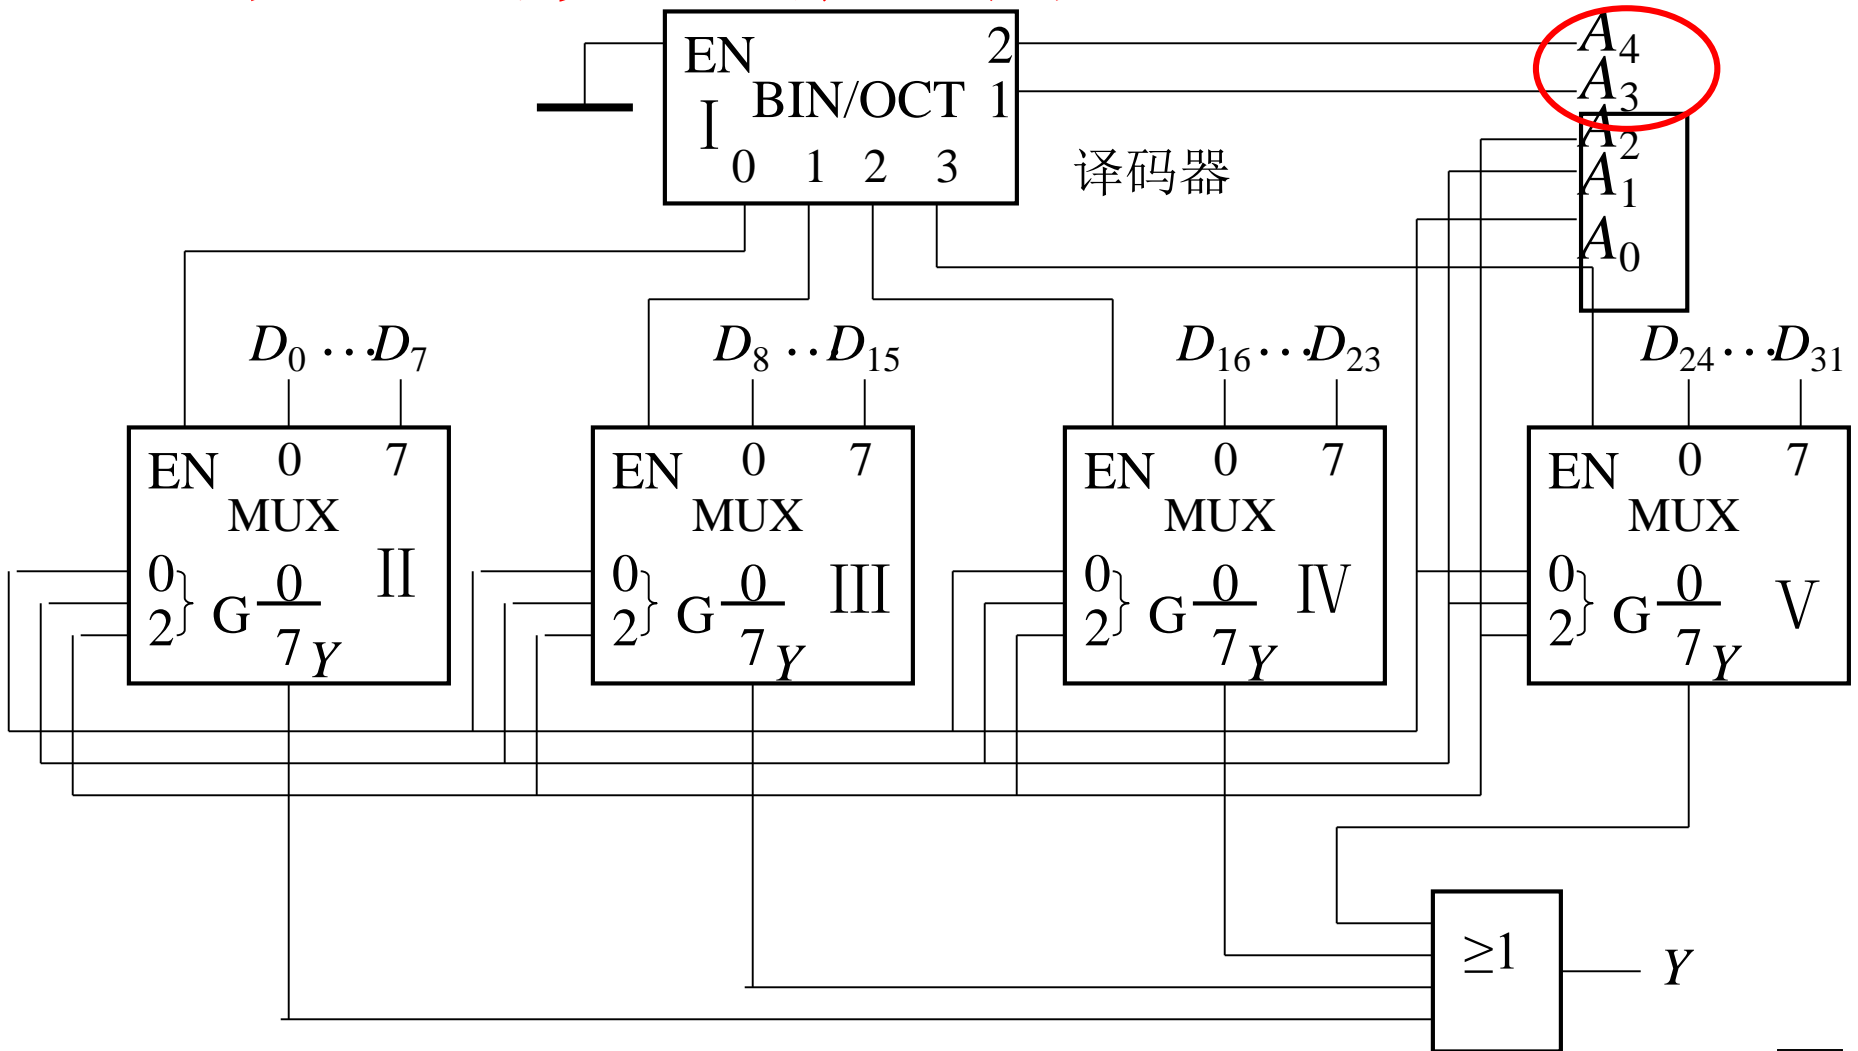 EN 2 A4
BIN/OCT 1 A3
I
0 1 2 3
译码器
A2
A1
A0
D0 …D7 D8 …D15 D16…D23 D24…D31
EN 0 7 EN 0 7 EN 0 7 EN 0 7
MUX MUX MUX MUX
0 } G 0 II 0 } G 0 III 0 } G 0 IV 0 } G 0 V
2 7 Y 2 7 Y 2 7 Y 2 7 Y
≥1 Y